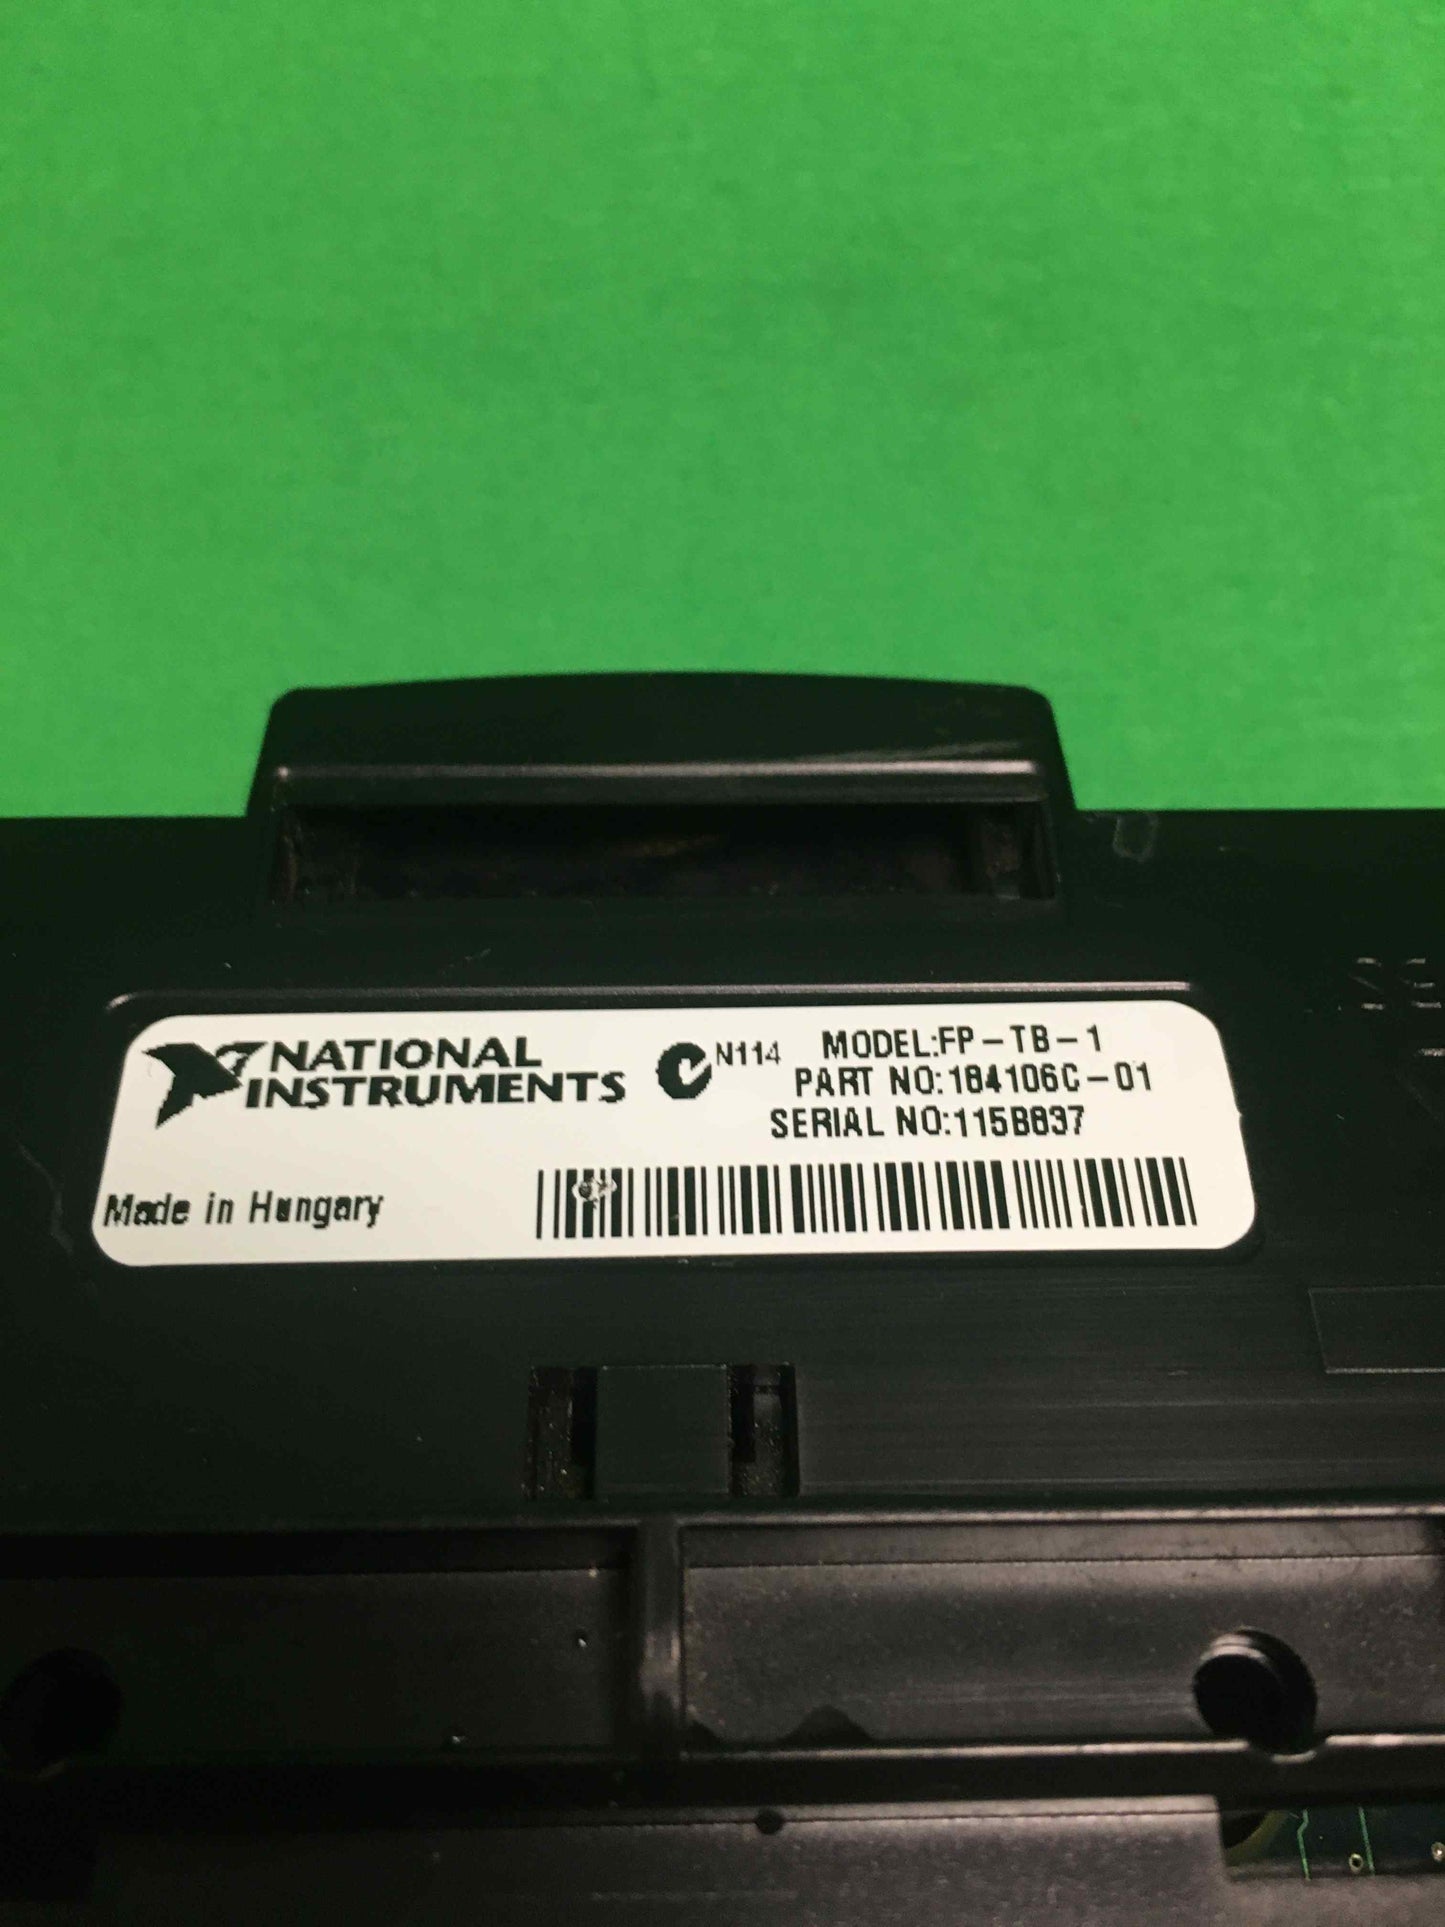 NATIONAL
INSTRUMENTS
N114
MODEL:FP-TB-1
PART NO:184106C-01
SERIAL NO:115B837
Made in Hungary